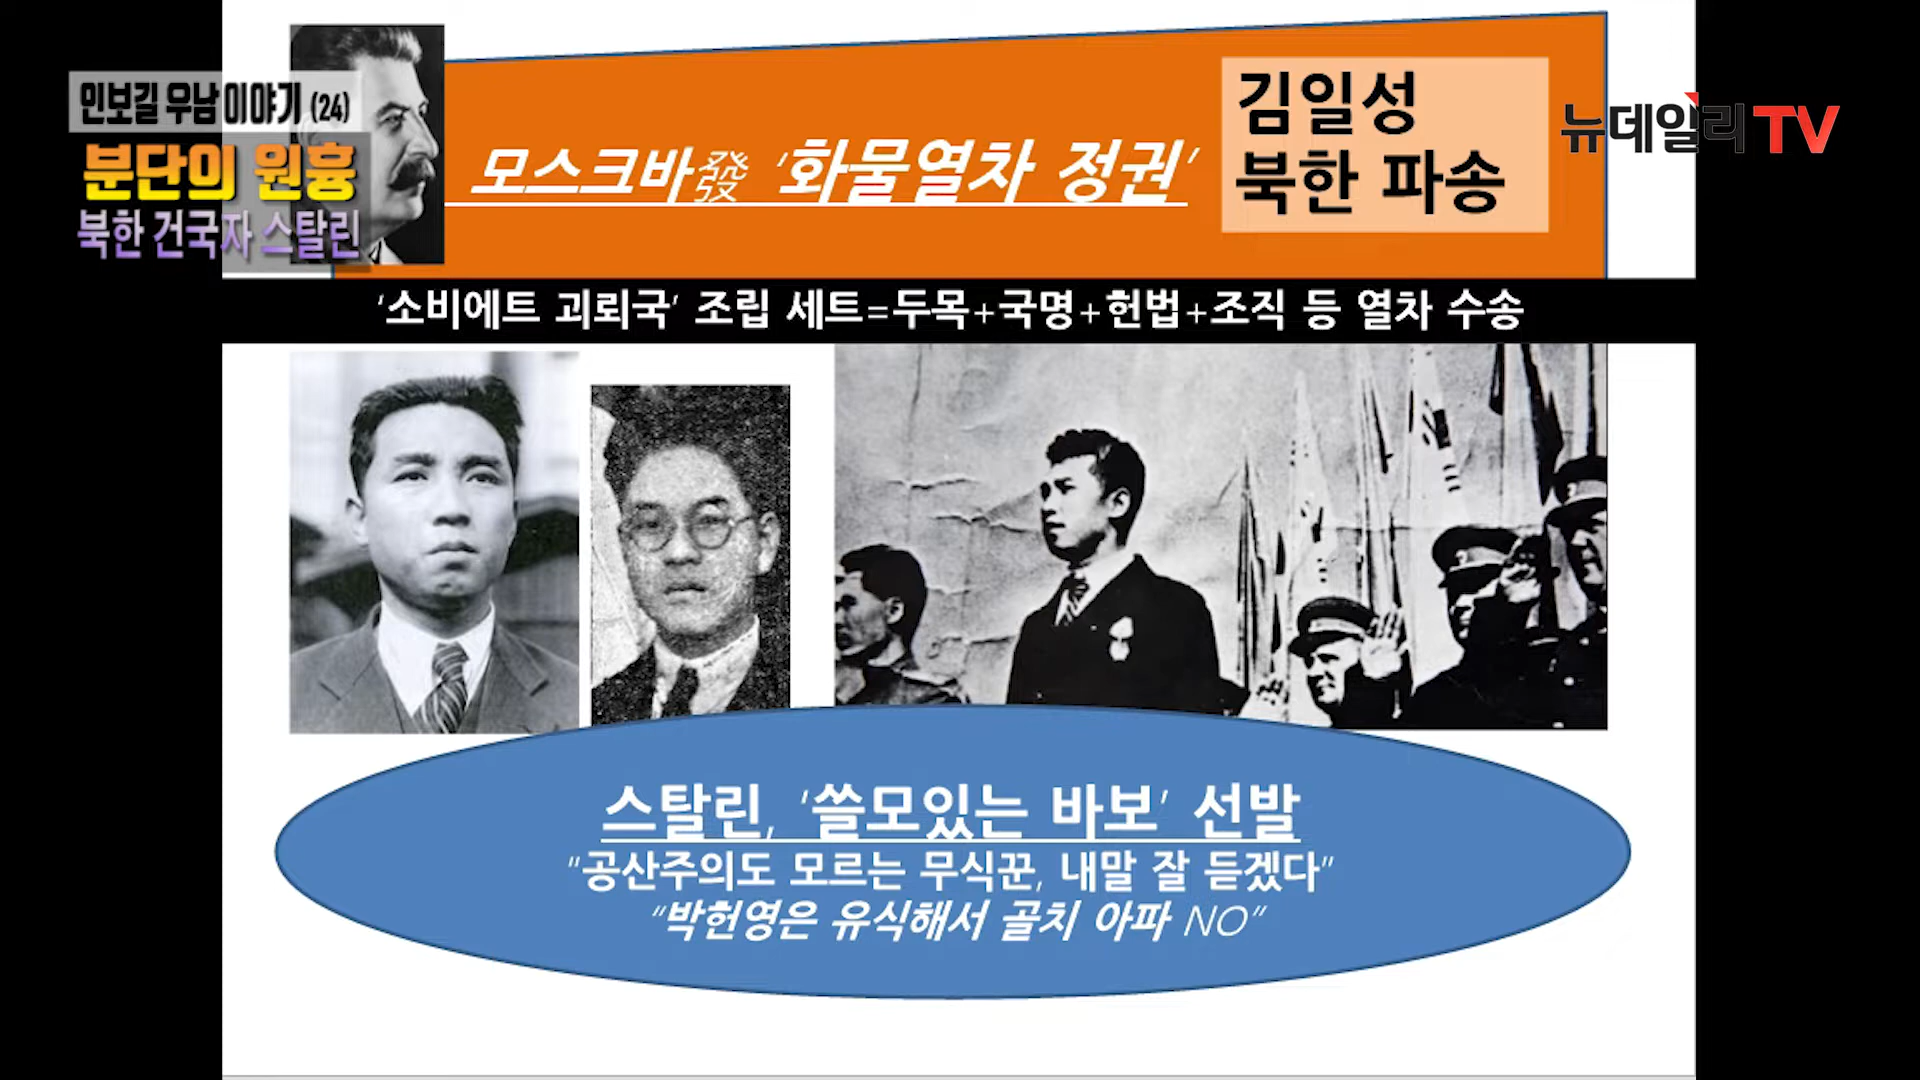 인보길 우남 이야기 (24)
분단의 원흉
북한 건국자 스탈린
모스크바發 '화물열차 정권'
김일성
북한 파송
뉴데일리TV
'소비에트 괴뢰국' 조립 세트=두목+국명+헌법+조직 등 열차 수송
스탈린, '쓸모있는 바보' 선발
"공산주의도 모르는 무식꾼, 내말 잘 듣겠다"
"박헌영은 유식해서 골치 아파 NO"